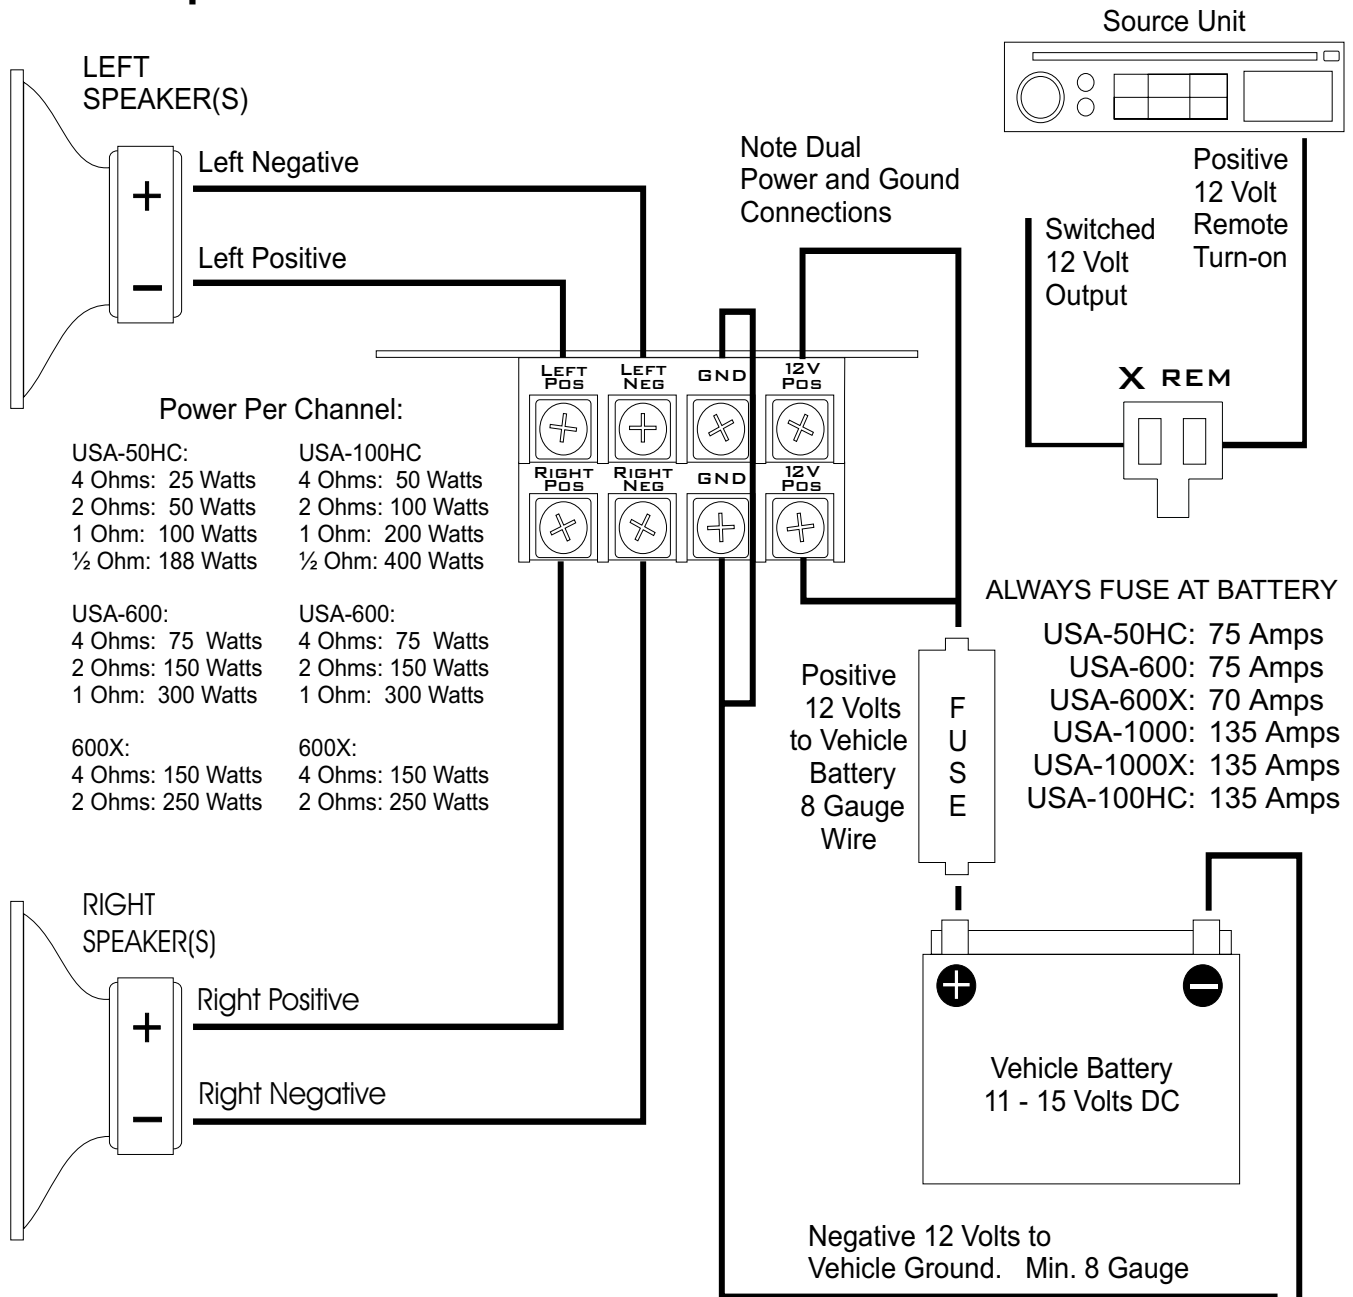 Source Unit
LEFT
SPEAKER(S)
Left Negative
+
Left Positive
−
Note Dual
Power and Gound
Connections
Positive
12 Volt
Remote
Turn-on
Switched
12 Volt
Output
X REM
LEFT POS
LEFT NEG
GND
12V POS
RIGHT POS
RIGHT NEG
GND
12V POS
Power Per Channel:
USA-50HC:
4 Ohms: 25 Watts
2 Ohms: 50 Watts
1 Ohm: 100 Watts
½ Ohm: 188 Watts
USA-100HC
4 Ohms: 50 Watts
2 Ohms: 100 Watts
1 Ohm: 200 Watts
½ Ohm: 400 Watts
USA-600:
4 Ohms: 75 Watts
2 Ohms: 150 Watts
1 Ohm: 300 Watts
USA-600:
4 Ohms: 75 Watts
2 Ohms: 150 Watts
1 Ohm: 300 Watts
600X:
4 Ohms: 150 Watts
2 Ohms: 250 Watts
600X:
4 Ohms: 150 Watts
2 Ohms: 250 Watts
ALWAYS FUSE AT BATTERY
USA-50HC: 75 Amps
USA-600: 75 Amps
USA-600X: 70 Amps
USA-1000: 135 Amps
USA-1000X: 135 Amps
USA-100HC: 135 Amps
Positive
12 Volts
to Vehicle
Battery
8 Gauge
Wire
FUSE
RIGHT
SPEAKER(S)
Right Positive
+
Right Negative
−
+
−
Vehicle Battery
11 - 15 Volts DC
Negative 12 Volts to
Vehicle Ground. Min. 8 Gauge